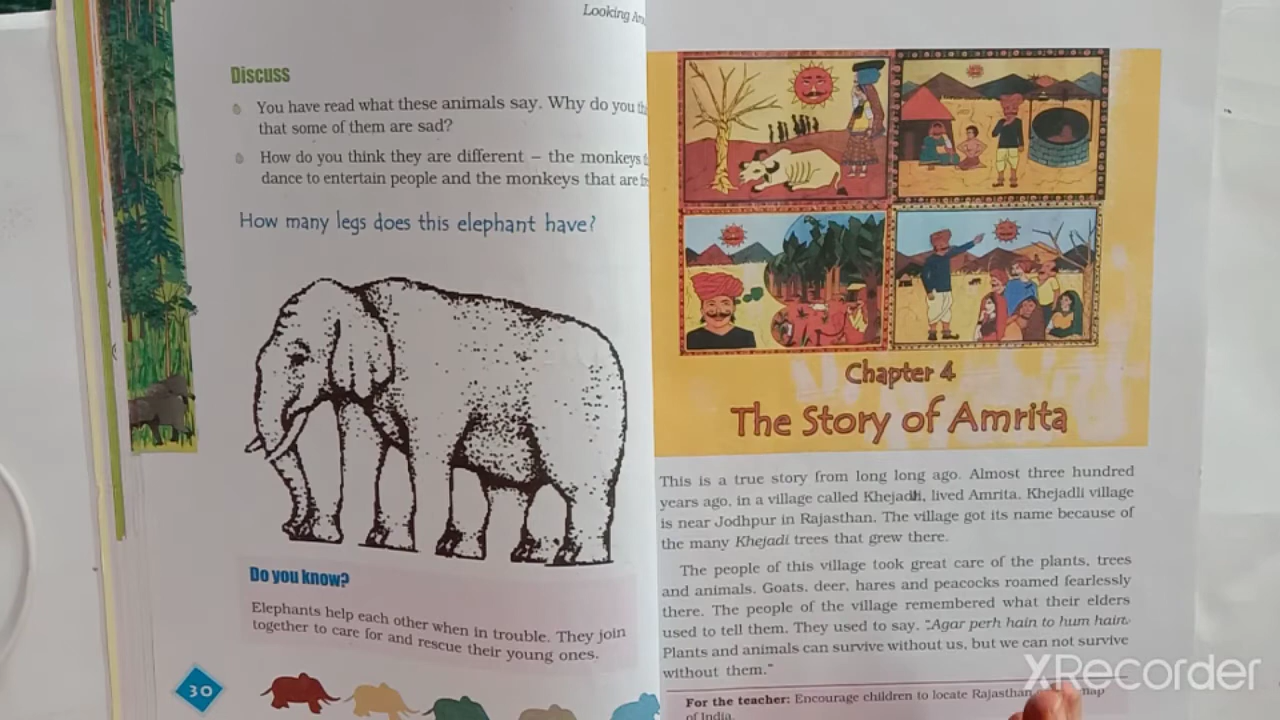 Looking
Discuss
You have read what these animals say. Why do you
that some of them are sad?
How do you think they are different – the monkeys
dance to entertain people and the monkeys that are
How many legs does this elephant have?
Do you know?
Elephants help each other when in trouble. They join
together to care for and rescue their young ones.
30
Chapter 4
The Story of Amrita
This is a true story from long long ago. Almost three hundred
years ago, in a village called Khejadli, lived Amrita. Khejadli village
is near Jodhpur in Rajasthan. The village got its name because of
the many Khejadi trees that grew there.
The people of this village took great care of the plants, trees
and animals. Goats, deer, hares and peacocks roamed fearlessly
there. The people of the village remembered what their elders
used to tell them. They used to say, "Agar perh hain to hum hain.
Plants and animals can survive without us, but we can not survive
without them."
For the teacher: Encourage children to locate Rajasthan map
of India.
XRecorder